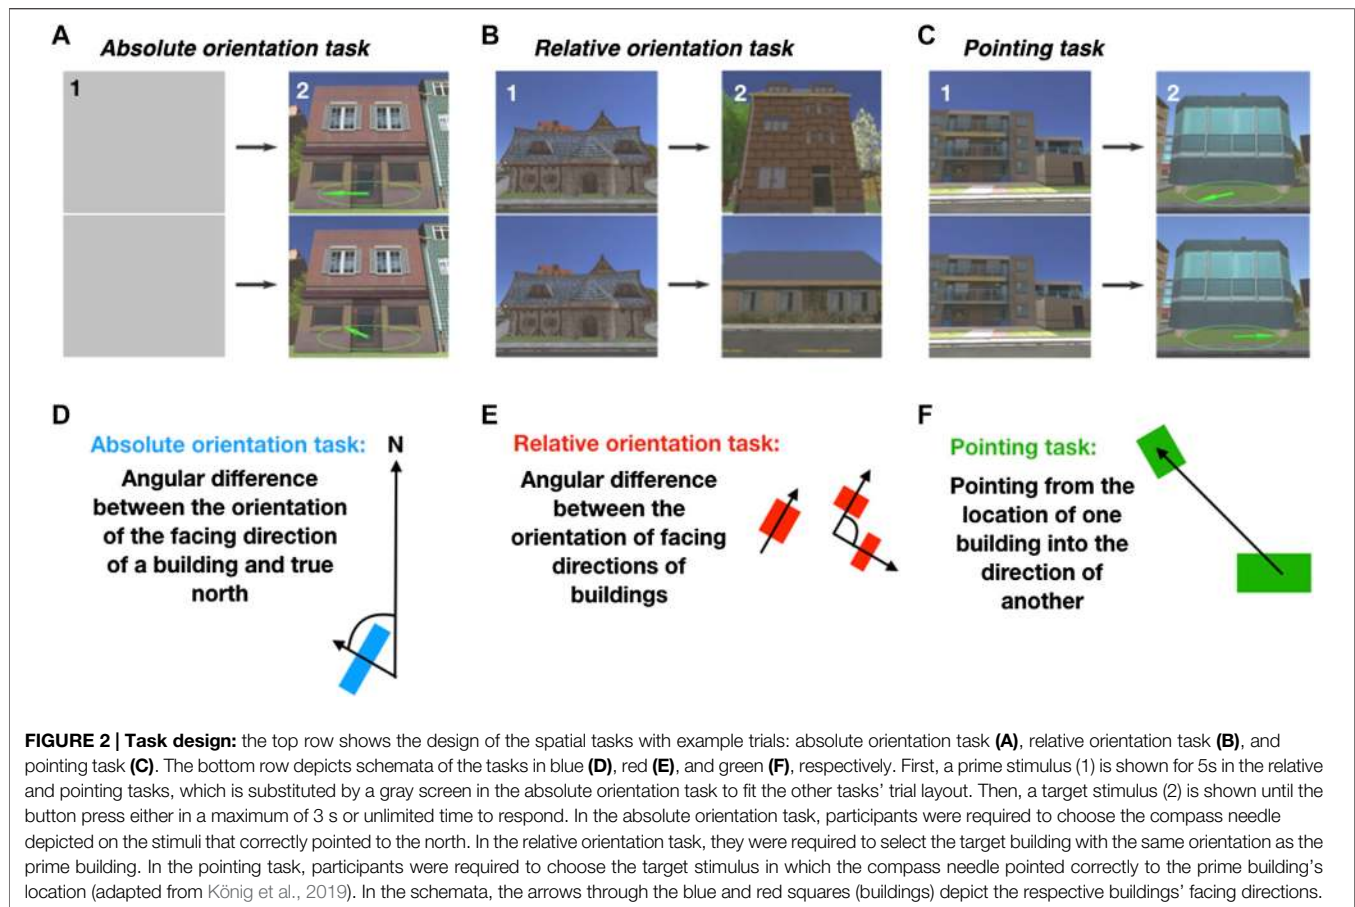 A
Absolute orientation task
1
2
B
Relative orientation task
1
2
C
Pointing task
1
2
D
Absolute orientation task:
N
Angular difference
between the orientation
of the facing direction
of a building and true
north
E
Relative orientation task:
Angular difference
between the
orientation of facing
directions of
buildings
F
Pointing task:
Pointing from the
location of one
building into the
direction of
another
FIGURE 2 | Task design: the top row shows the design of the spatial tasks with example trials: absolute orientation task (A), relative orientation task (B), and
pointing task (C). The bottom row depicts schemata of the tasks in blue (D), red (E), and green (F), respectively. First, a prime stimulus (1) is shown for 5s in the relative
and pointing tasks, which is substituted by a gray screen in the absolute orientation task to fit the other tasks' trial layout. Then, a target stimulus (2) is shown until the
button press either in a maximum of 3 s or unlimited time to respond. In the absolute orientation task, participants were required to choose the compass needle
depicted on the stimuli that correctly pointed to the north. In the relative orientation task, they were required to select the target building with the same orientation as the
prime building. In the pointing task, participants were required to choose the target stimulus in which the compass needle pointed correctly to the prime building's
location (adapted from König et al., 2019). In the schemata, the arrows through the blue and red squares (buildings) depict the respective buildings' facing directions.